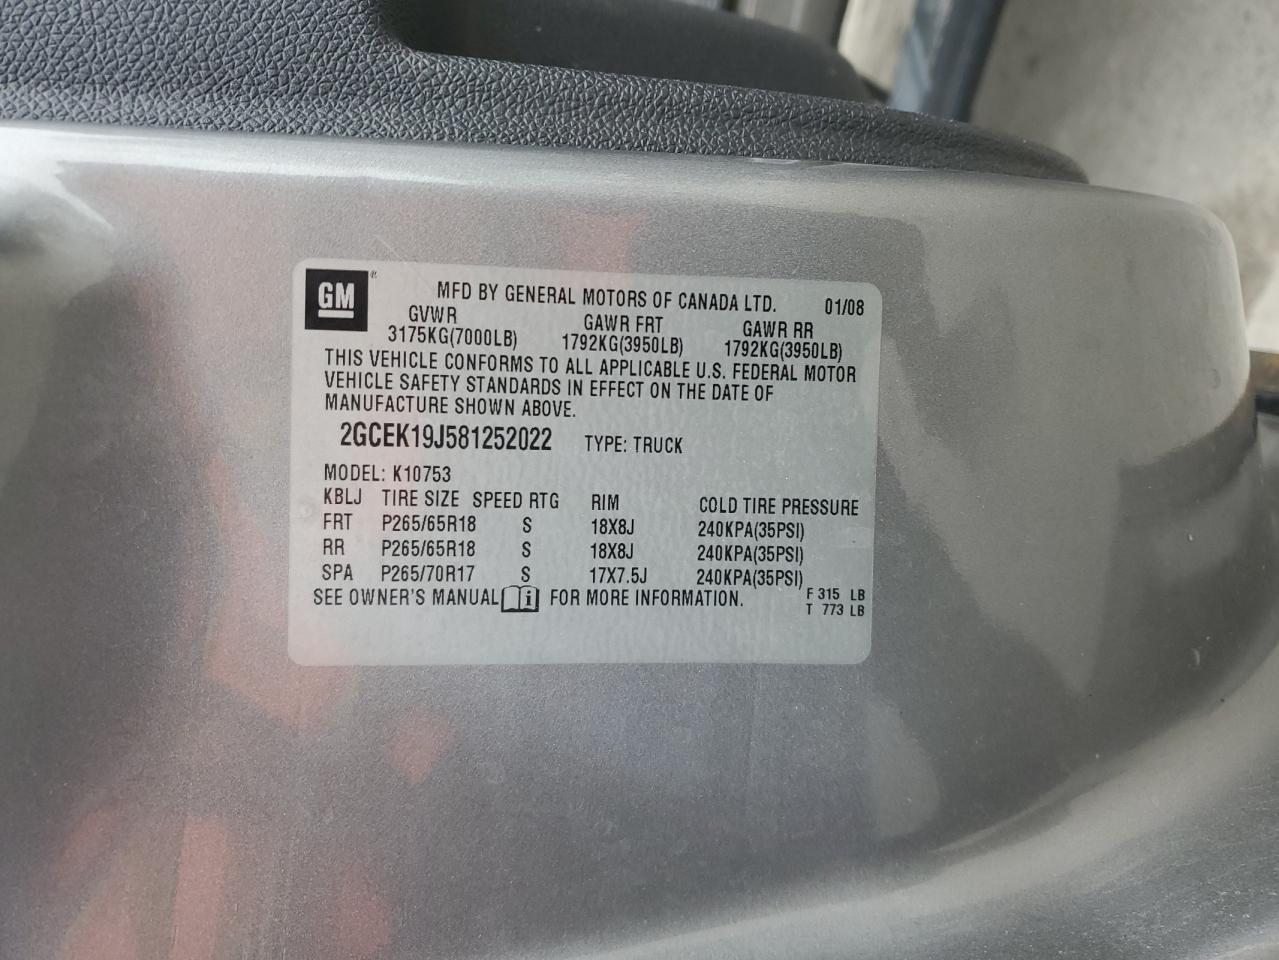 GM ®
MFD BY GENERAL MOTORS OF CANADA LTD. 01/08
GVWR GAWR FRT GAWR RR
3175KG(7000LB) 1792KG(3950LB) 1792KG(3950LB)
THIS VEHICLE CONFORMS TO ALL APPLICABLE U.S. FEDERAL MOTOR
VEHICLE SAFETY STANDARDS IN EFFECT ON THE DATE OF
MANUFACTURE SHOWN ABOVE.
2GCEK19J581252022 TYPE: TRUCK
MODEL: K10753
KBLJ TIRE SIZE SPEED RTG RIM COLD TIRE PRESSURE
FRT P265/65R18 S 18X8J 240KPA(35PSI)
RR P265/65R18 S 18X8J 240KPA(35PSI)
SPA P265/70R17 S 17X7.5J 240KPA(35PSI)
SEE OWNER'S MANUAL i FOR MORE INFORMATION. F 315 LB
T 773 LB